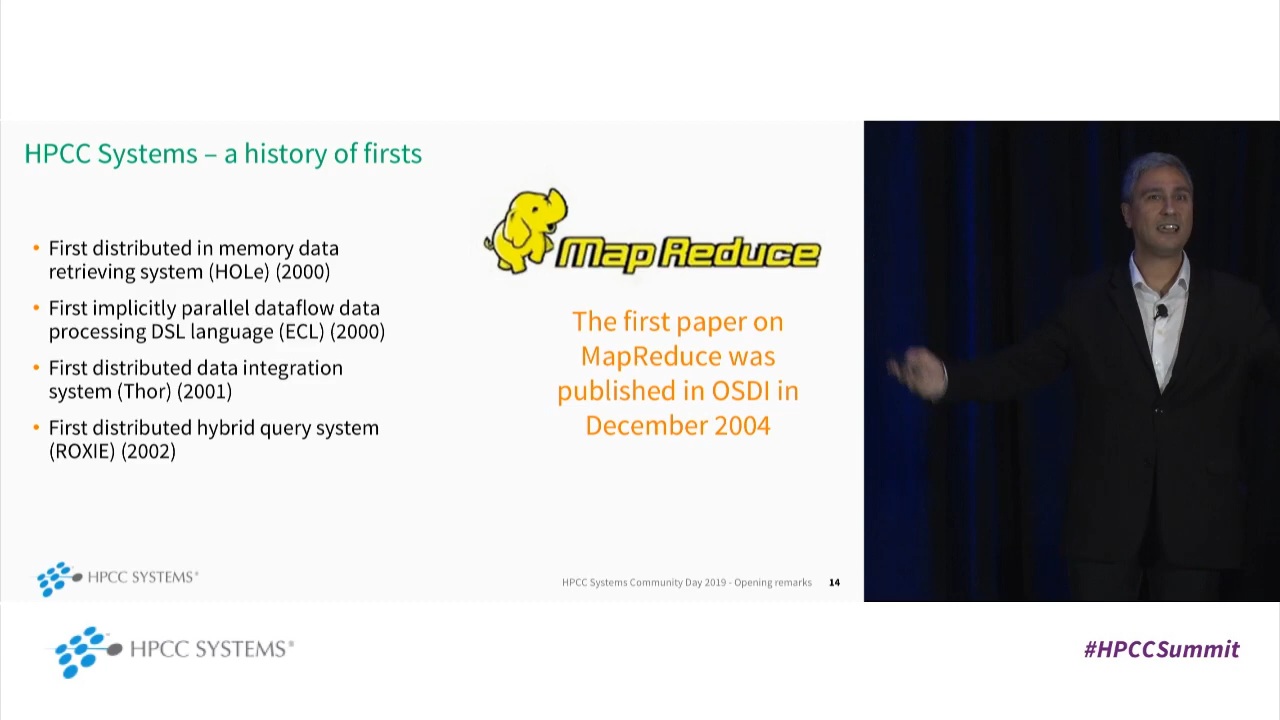 HPCC Systems – a history of firsts
• First distributed in memory data
retrieving system (HOLe) (2000)
• First implicitly parallel dataflow data
processing DSL language (ECL) (2000)
• First distributed data integration
system (Thor) (2001)
• First distributed hybrid query system
(ROXIE) (2002)
Map Reduce
The first paper on
MapReduce was
published in OSDI in
December 2004
HPCC SYSTEMS®
HPCC Systems Community Day 2019 - Opening remarks 14
HPCC SYSTEMS®
#HPCCSummit